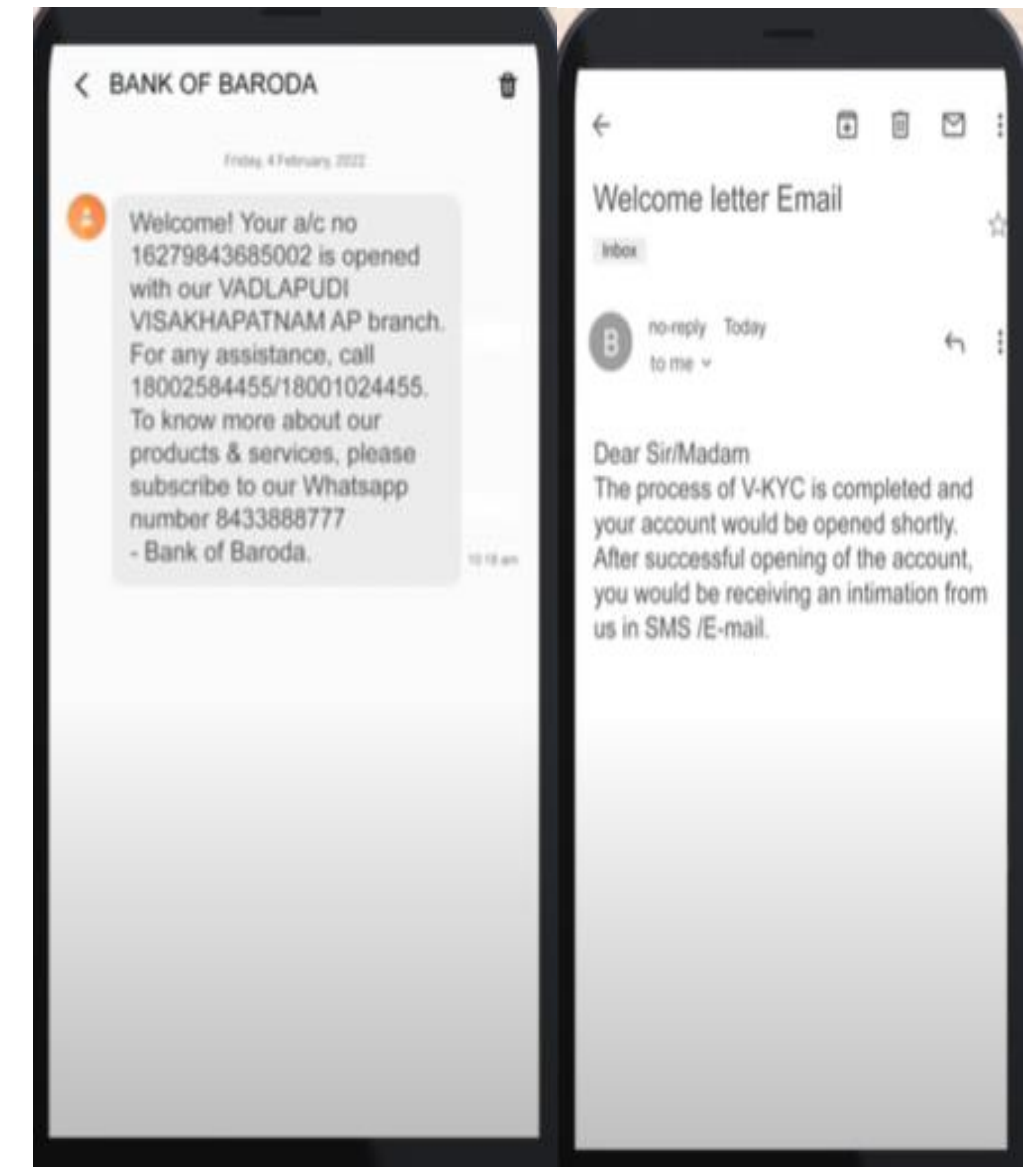 BANK OF BARODA
Friday, 4 February, 2022
Welcome! Your a/c no
16279843685002 is opened
with our VADLAPUDI
VISAKHAPATNAM AP branch.
For any assistance, call
18002584455/18001024455.
To know more about our
products & services, please
subscribe to our Whatsapp
number 8433888777
- Bank of Baroda.
Welcome letter Email
Inbox
B
no-reply Today
to me
Dear Sir/Madam
The process of V-KYC is completed and
your account would be opened shortly.
After successful opening of the account,
you would be receiving an intimation from
us in SMS /E-mail.